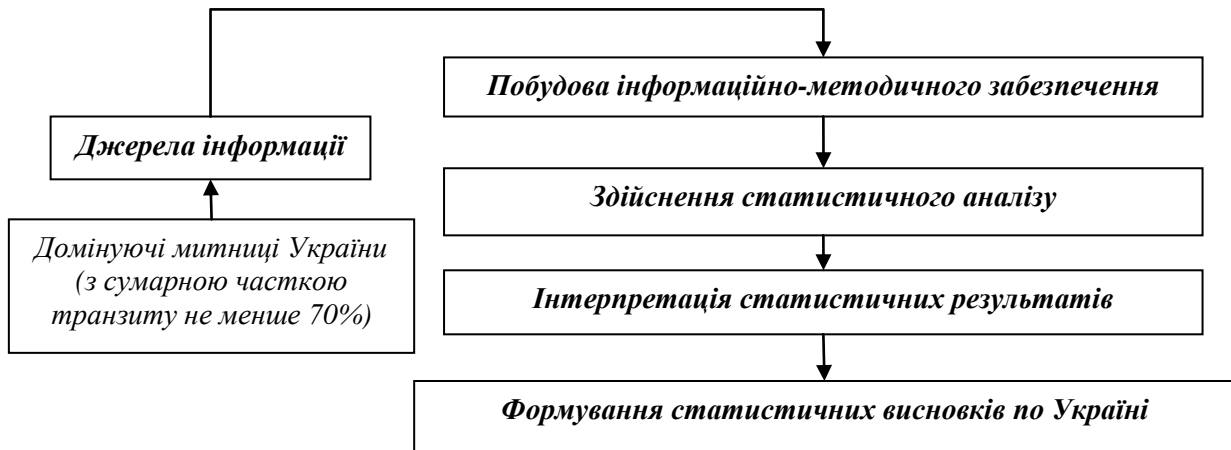 Побудова інформаційно-методичного забезпечення
Джерела інформації
Здійснення статистичного аналізу
Домінуючі митниці України
(з сумарною часткою
транзиту не менше 70%)
Інтерпретація статистичних результатів
Формування статистичних висновків по Україні